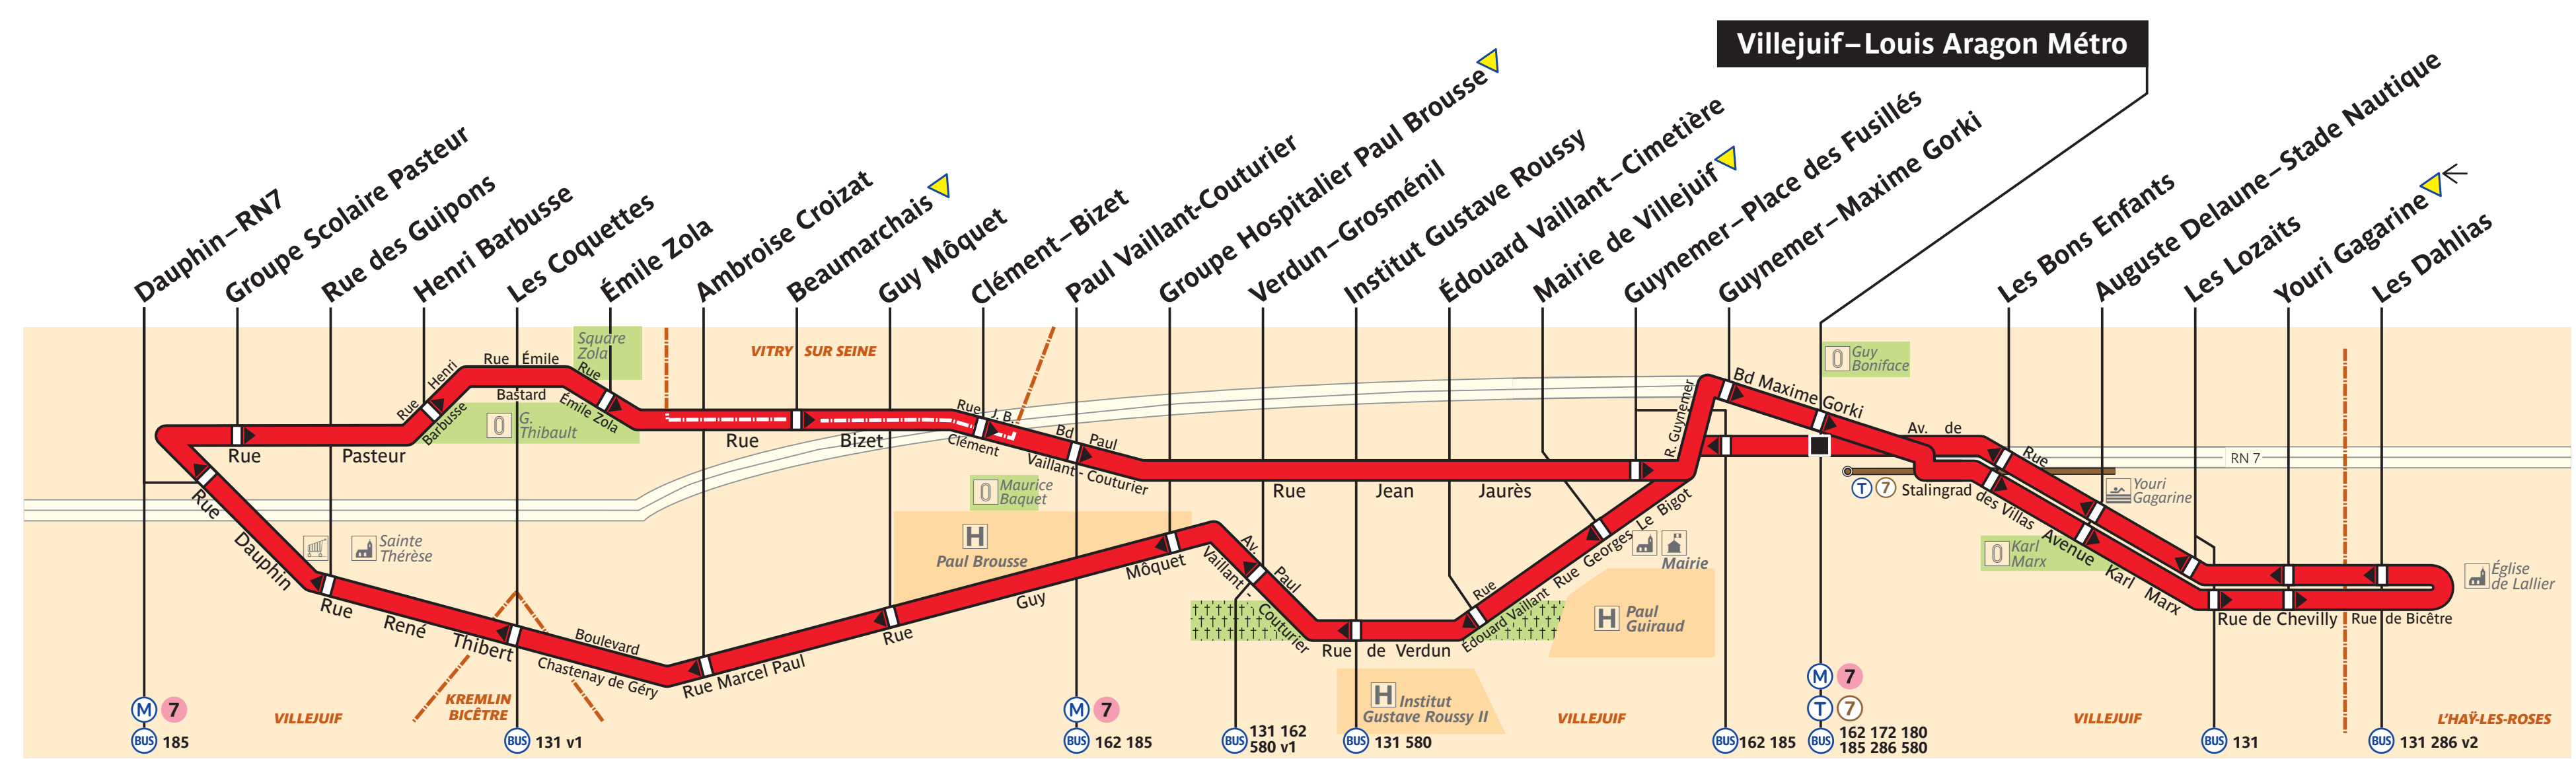 Villejuif–Louis Aragon Métro
Dauphin–RN7
Groupe Scolaire Pasteur
Rue des Guipons
Henri Barbusse
Les Coquettes
Émile Zola
Ambroise Croizat
Beaumarchais
Guy Môquet
Clément–Bizet
Paul Vaillant-Couturier
Groupe Hospitalier Paul Brousse
Verdun–Grosménil
Institut Gustave Roussy
Édouard Vaillant–Cimetière
Mairie de Villejuif
Guynemer–Place des Fusillés
Guynemer–Maxime Gorki
Les Bons Enfants
Auguste Delaune–Stade Nautique
Les Lozaits
Youri Gagarine
Les Dahlias
Square
Zola
VITRY SUR SEINE
Guy
Boniface
Rue Henri
Barbusse
Rue Émile
Bastard
Rue
Émile Zola
G.
Thibault
Rue Pasteur
Rue Bizet
Rue J. B.
Clément
Bd Paul
Vaillant-Couturier
Maurice
Baquet
Rue Jean Jaurès
R. Guynemer
Bd Maxime Gorki
Av. de
Stalingrad
T 7
Rue
des Villas
RN 7
Youri
Gagarine
Karl
Marx
Avenue Karl Marx
Rue de Chevilly
Rue de Bicêtre
Église
de Lallier
Rue
Dauphin
Sainte
Thérèse
Rue René Thibert
Boulevard
Chastenay de Géry
Rue Marcel Paul
Rue Guy Môquet
H
Paul Brousse
Av. Paul
Vaillant - Couturier
Rue de Verdun
Rue
Édouard Vaillant
Rue Georges Le Bigot
Mairie
H
Paul
Guiraud
H
Institut
Gustave Roussy II
VILLEJUIF
KREMLIN
BICÊTRE
VILLEJUIF
VILLEJUIF
L'HAŸ-LES-ROSES
M 7
BUS 185
BUS 131 v1
M 7
BUS 162 185
BUS 131 162
580 v1
BUS 131 580
BUS 162 185
M 7
T 7
BUS 162 172 180
185 286 580
BUS 131
BUS 131 286 v2